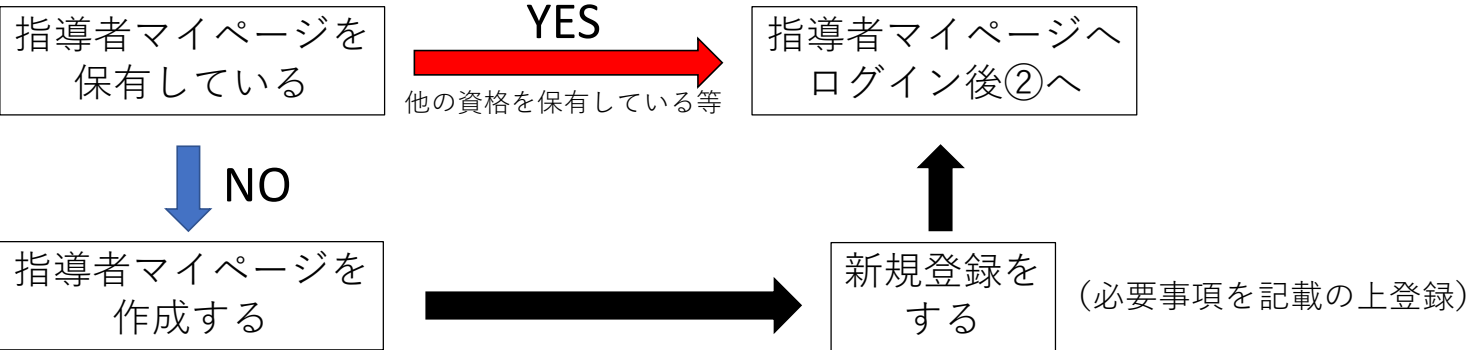 指導者マイページを
保有している
YES
他の資格を保有している等
指導者マイページへ
ログイン後②へ
NO
指導者マイページを
作成する
新規登録を
する
（必要事項を記載の上登録）